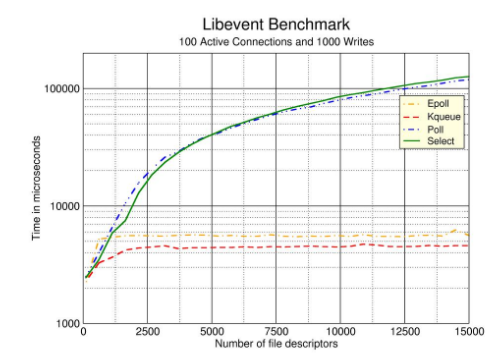 Libevent Benchmark
100 Active Connections and 1000 Writes
Time in microseconds
100000
10000
1000
Epoll
Kqueue
Poll
Select
0 2500 5000 7500 10000 12500 15000
Number of file descriptors